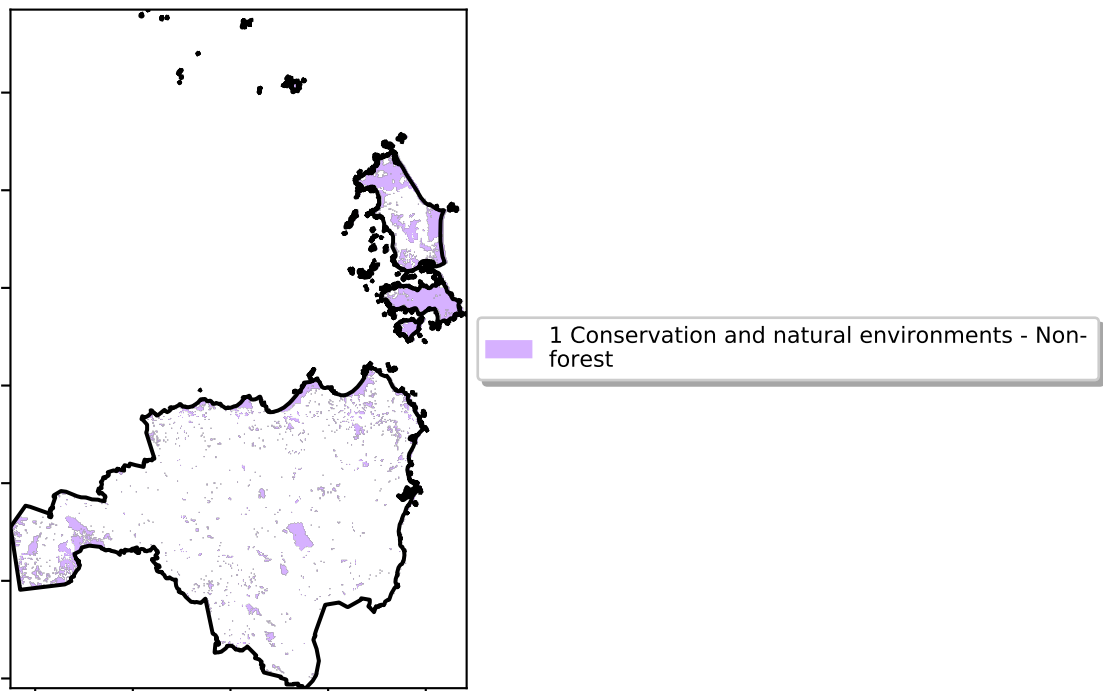 1 Conservation and natural environments - Non-
forest